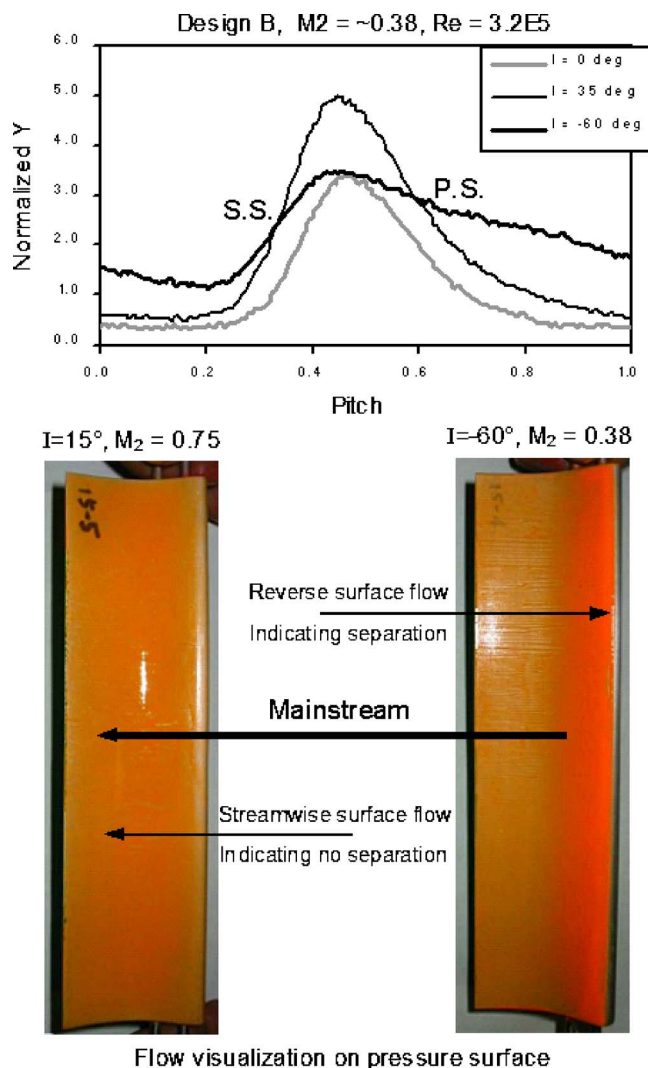 Design B, M2 = ~0.38, Re = 3.2E5
6.0
5.0
4.0
3.0
2.0
1.0
0.0
Normalized Y
I = 0 deg
I = 35 deg
I = -60 deg
S.S.
P.S.
0.0 0.2 0.4 0.6 0.8 1.0
Pitch
I=15°, M2 = 0.75
I=-60°, M2 = 0.38
15-5
15-4
Reverse surface flow
Indicating separation
Mainstream
Streamwise surface flow
Indicating no separation
Flow visualization on pressure surface